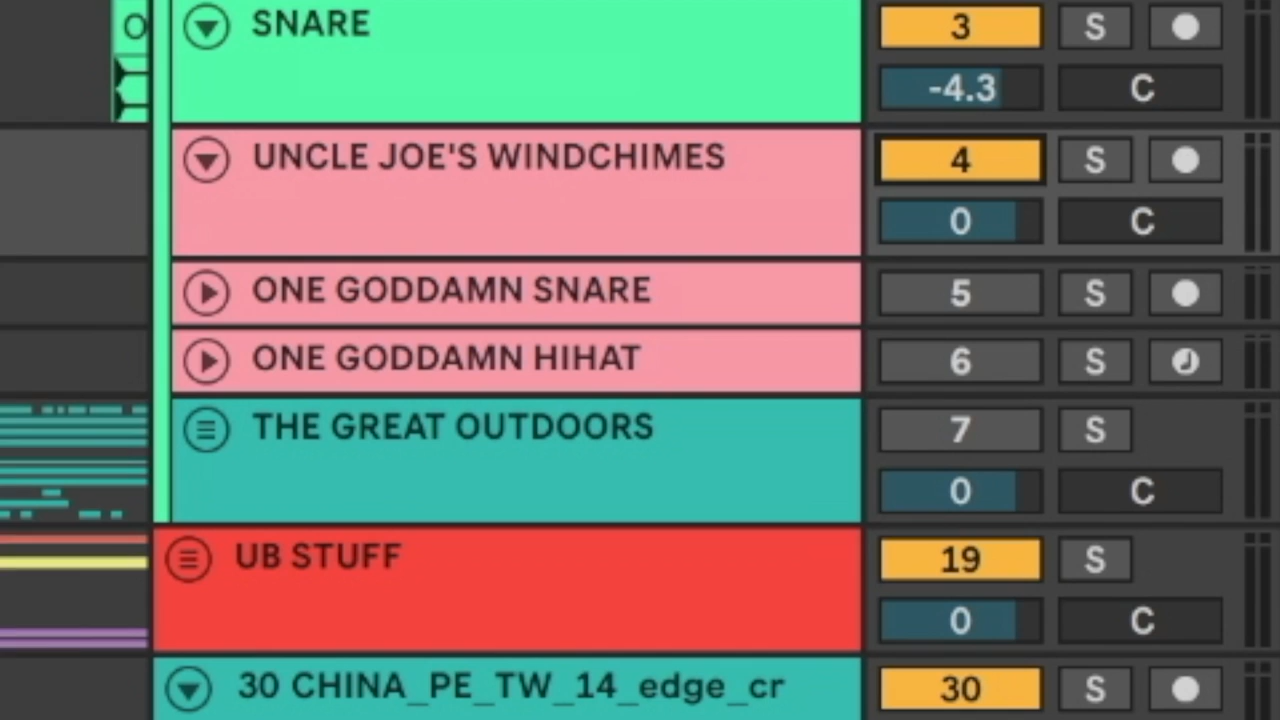 O SNARE 3 S
-4.3 C
UNCLE JOE'S WINDCHIMES 4 S
0 C
ONE GODDAMN SNARE 5 S
ONE GODDAMN HIHAT 6 S
THE GREAT OUTDOORS 7 S
0 C
UB STUFF 19 S
0 C
30 CHINA_PE_TW_14_edge_cr 30 S